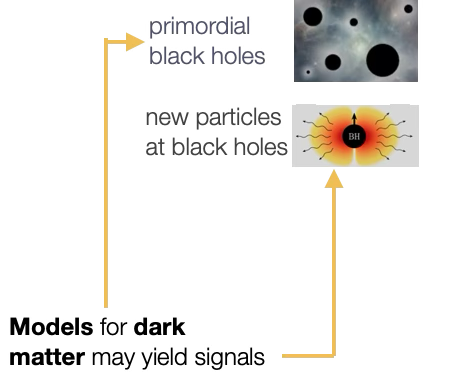 primordial
black holes
new particles
at black holes
BH
Models for dark
matter may yield signals